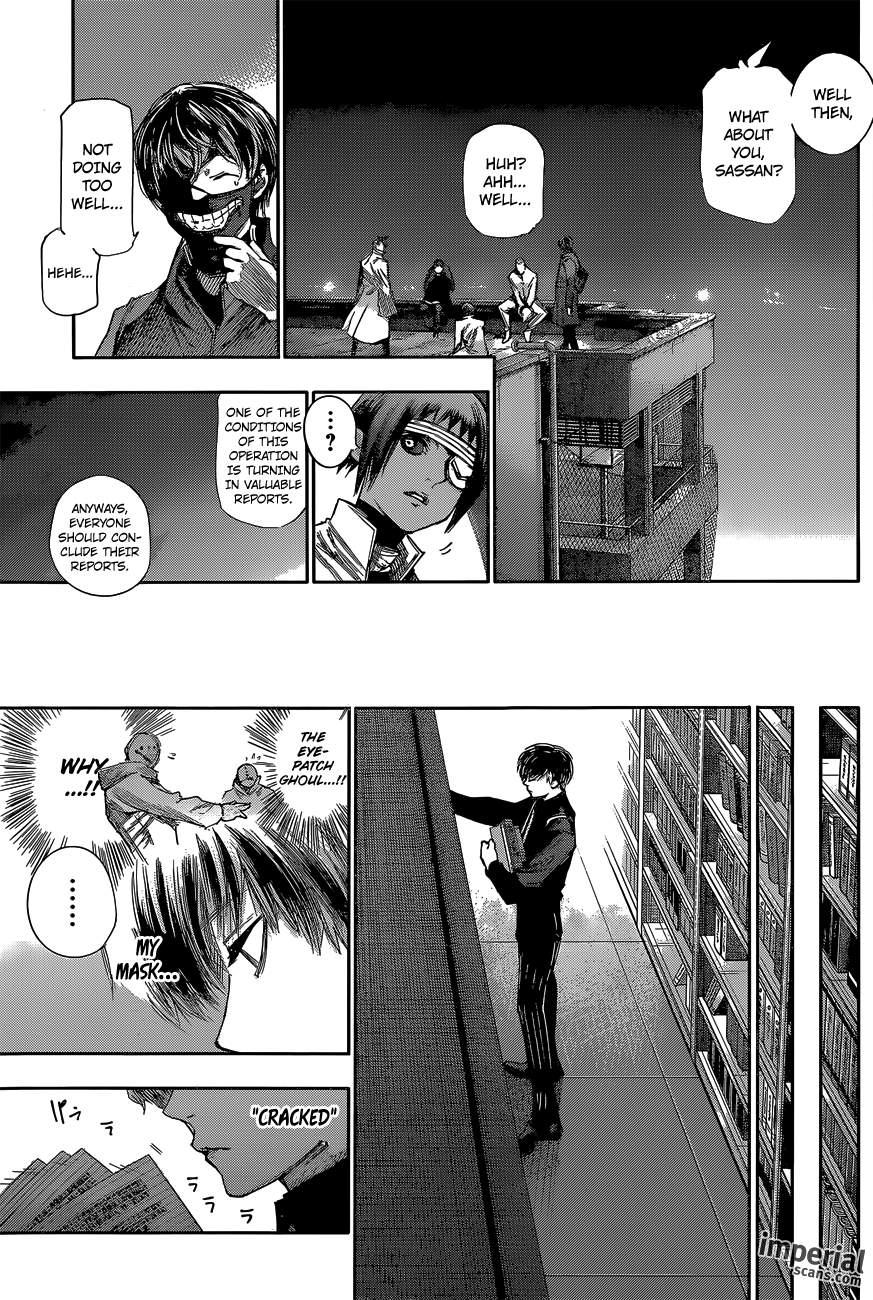 WELL
THEN,
WHAT
ABOUT
YOU,
SASSAN?
HUH?
AHH...
WELL...
NOT
DOING
TOO
WELL...
HEHE...
...?
ONE OF THE
CONDITIONS
OF THIS
OPERATION
IS TURNING
IN VALUABLE
REPORTS.
ANYWAYS,
EVERYONE
SHOULD CON-
CLUDE THEIR
REPORTS.
THE
EYE-
PATCH
GHOUL...!!
WHY
...!!
......
MY
MASK...
"CRACKED"
ラ
ラ
ラ
imperial
scans.com